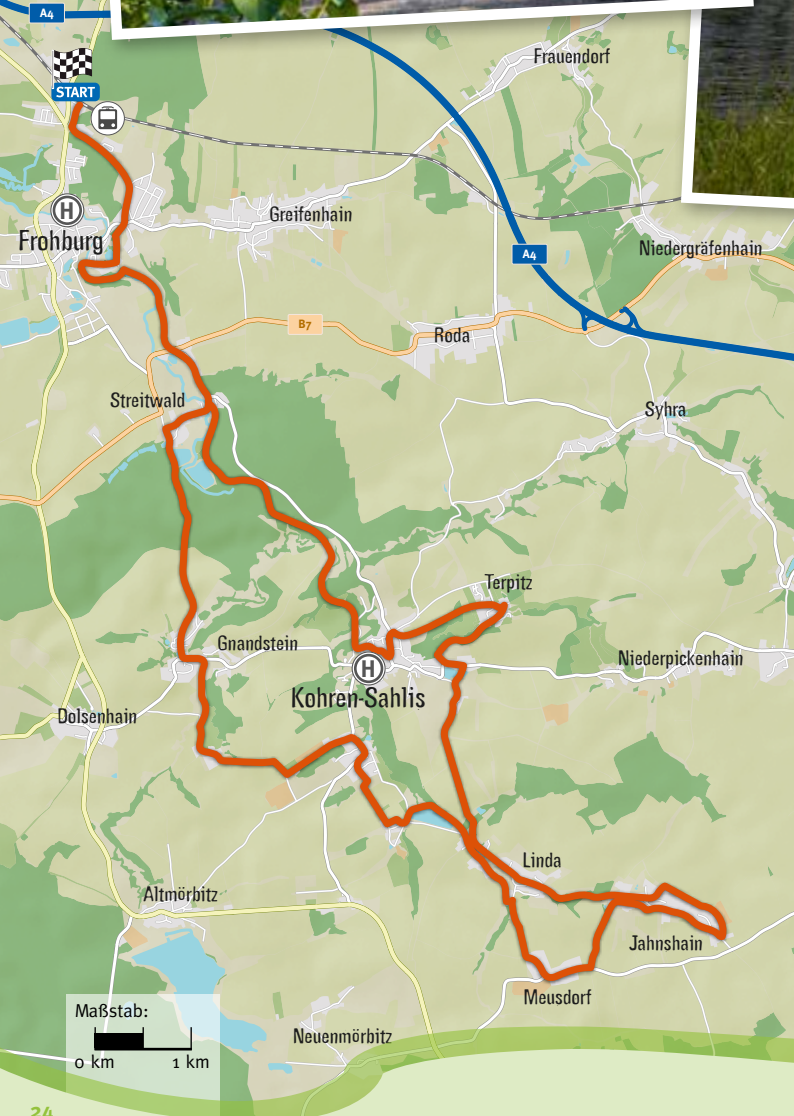 A4
START
Frauendorf
H
Greifenhain
Frohburg
A4
Niedergräfenhain
B7
Roda
Streitwald
Syhra
Terpitz
Gnandstein
H
Niederpickenhain
Kohren-Sahlis
Dolsenhain
Linda
Altmörbitz
Jahnshain
Meusdorf
Maßstab:
Neuenmörbitz
0 km 1 km
24